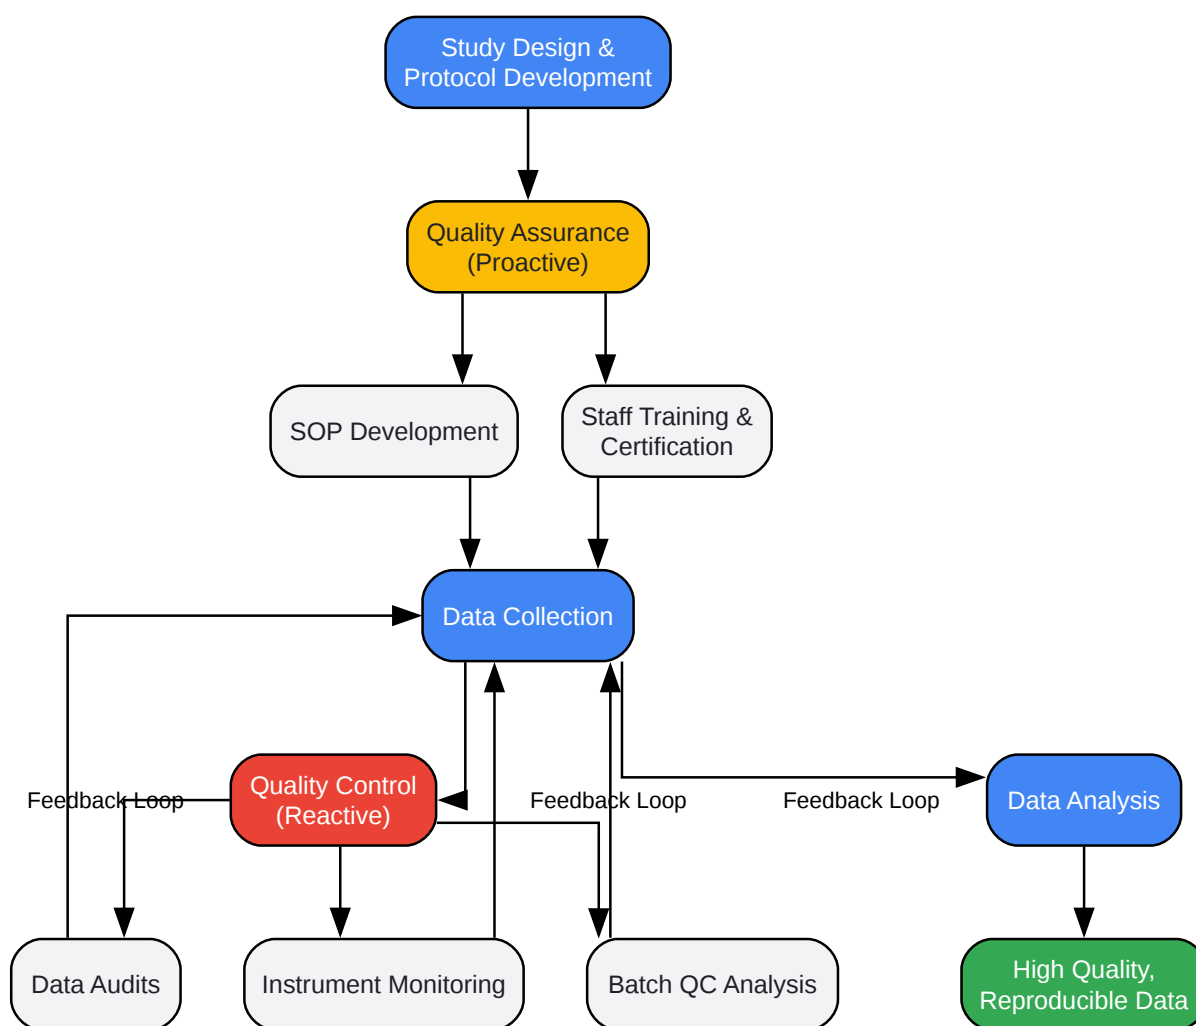 Study Design &
Protocol Development
Quality Assurance
(Proactive)
SOP Development
Staff Training &
Certification
Data Collection
Feedback Loop
Quality Control
(Reactive)
Feedback Loop
Feedback Loop
Data Analysis
Data Audits
Instrument Monitoring
Batch QC Analysis
High Quality,
Reproducible Data